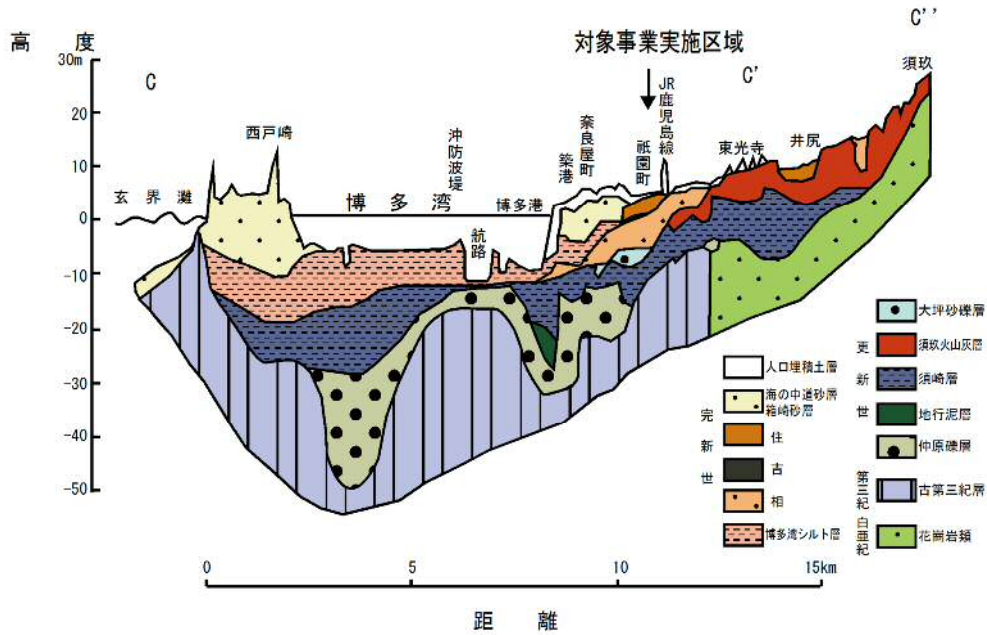 C''
対象事業実施区域
高 度
30m
C
C'
須玖
20
10
0
-10
-20
-30
-40
-50
玄界灘
西戸崎
博多湾
沖防波堤
航路
博多港
築港
奈良屋町
祇園町
JR鹿児島線
東光寺
井尻
完新世
人口埋積土層
海の中道砂層
箱崎砂層
住
古
相
博多湾シルト層
更新世
大坪砂礫層
須玖火山灰層
須崎層
地行泥層
仲原礫層
第三紀
古第三紀層
白亜紀
花崗岩類
0
5
10
15km
距 離